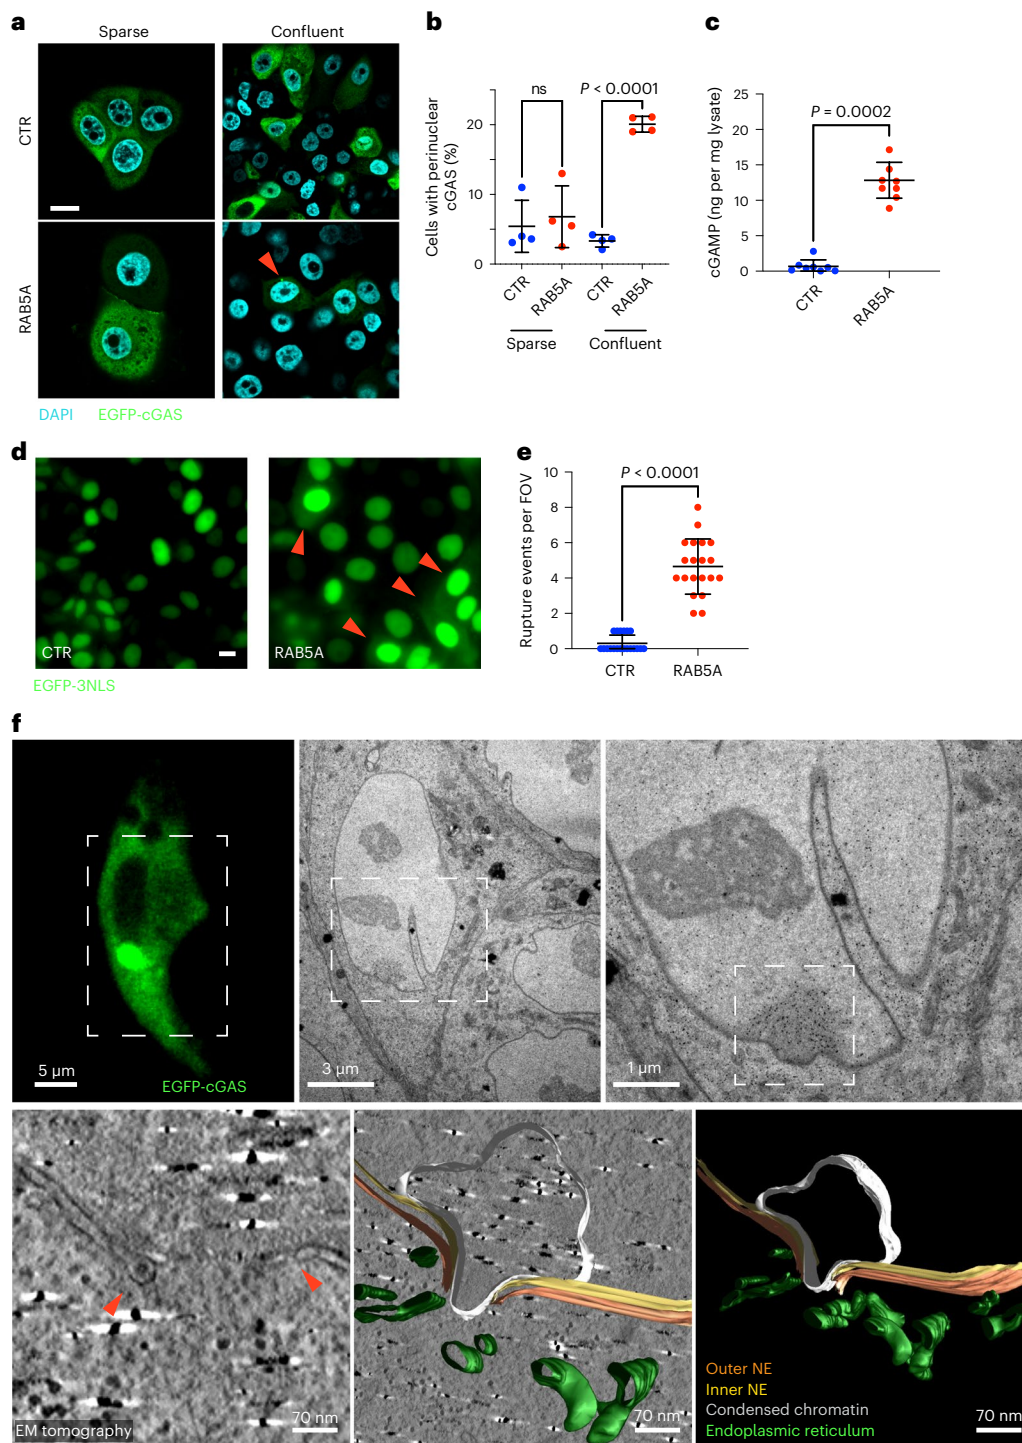 a
Sparse
Confluent
CTR
RAB5A
DAPI
EGFP-cGAS
b
Cells with perinuclear
cGAS (%)
20
10
0
ns
P < 0.0001
CTR
RAB5A
CTR
RAB5A
Sparse
Confluent
c
cGAMP (ng per mg lysate)
25
20
15
10
5
0
P = 0.0002
CTR
RAB5A
d
CTR
RAB5A
EGFP-3NLS
e
Rupture events per FOV
10
8
6
4
2
0
P < 0.0001
CTR
RAB5A
f
5 µm
EGFP-cGAS
3 µm
1 µm
EM tomography
70 nm
70 nm
Outer NE
Inner NE
Condensed chromatin
Endoplasmic reticulum
70 nm